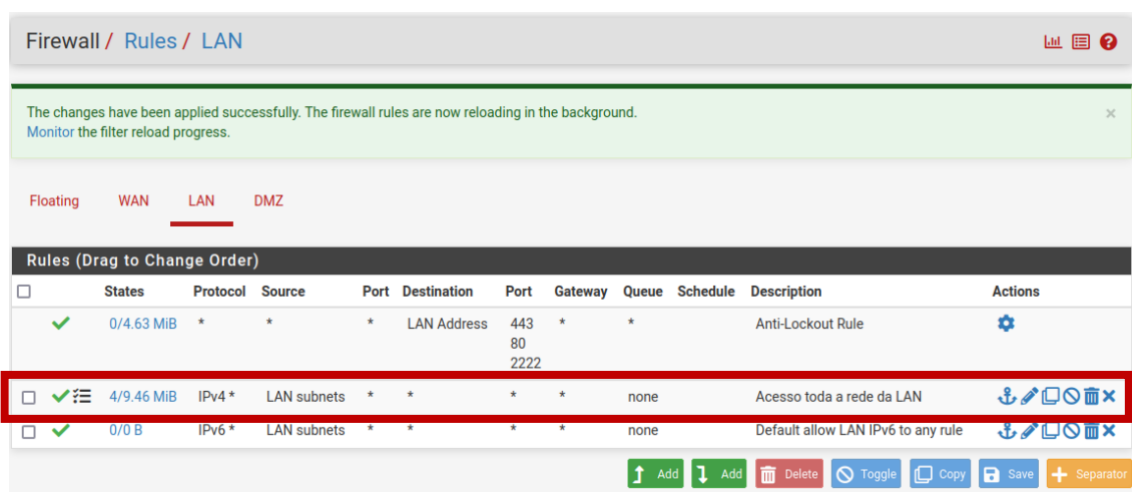 Firewall / Rules / LAN
The changes have been applied successfully. The firewall rules are now reloading in the background.
Monitor the filter reload progress.
Floating WAN LAN DMZ
Rules (Drag to Change Order)
States Protocol Source Port Destination Port Gateway Queue Schedule Description Actions
0/4.63 MiB * * * LAN Address 443 * * Anti-Lockout Rule
80
2222
4/9.46 MiB IPv4 * LAN subnets * * * * none Acesso toda a rede da LAN
0/0 B IPv6 * LAN subnets * * * * none Default allow LAN IPv6 to any rule
Add Add Delete Toggle Copy Save Separator